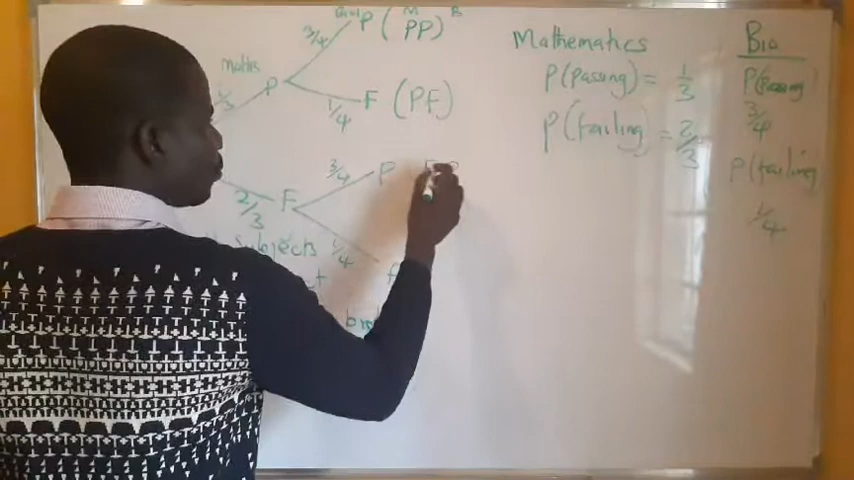 M B
3/4 P (PP)
Maths
P
1/4 F (PF)
3/4 P
2/3 F
1/4
Subjects
Mathematics
P(passing) = 1/3
P(failing) = 2/3
Bio
P(passing)
3/4
P(failing
1/4